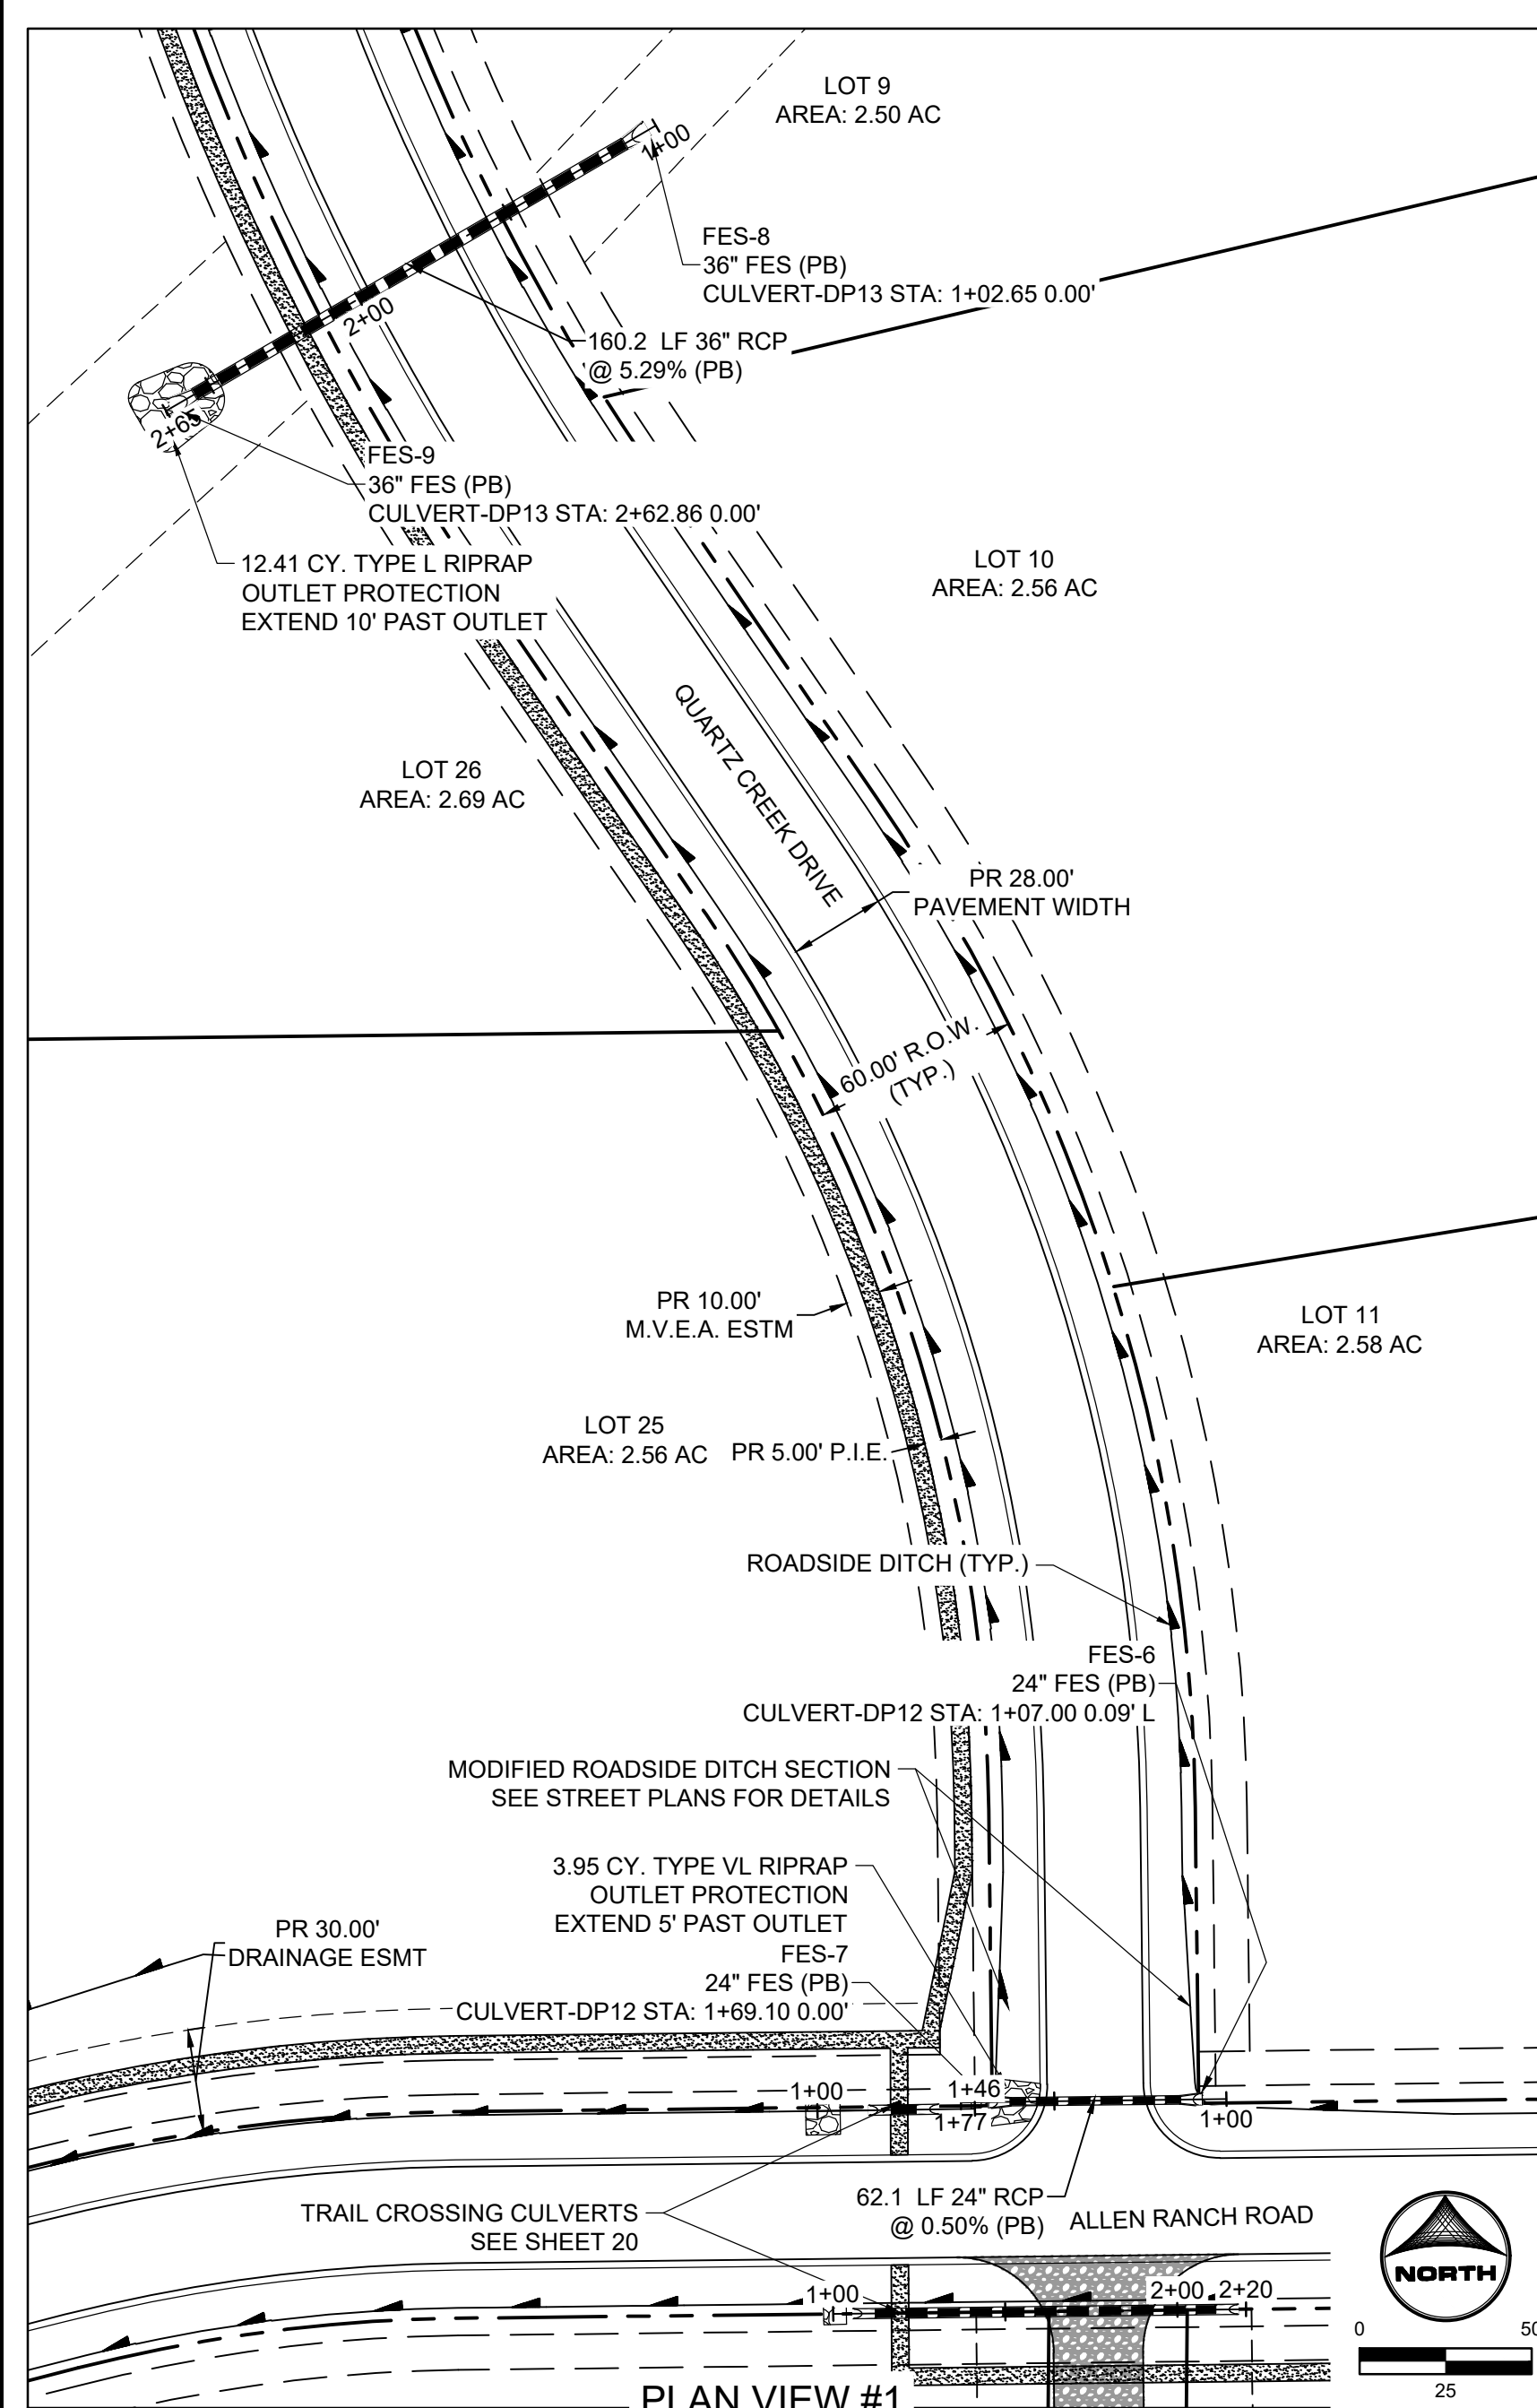 LOT 9
AREA: 2.50 AC
1+00
FES-8
36" FES (PB)
CULVERT-DP13 STA: 1+02.65 0.00'
2+00
160.2 LF 36" RCP
@ 5.29% (PB)
2+65
FES-9
36" FES (PB)
CULVERT-DP13 STA: 2+62.86 0.00'
12.41 CY. TYPE L RIPRAP
OUTLET PROTECTION
EXTEND 10' PAST OUTLET
LOT 10
AREA: 2.56 AC
QUARTZ CREEK DRIVE
LOT 26
AREA: 2.69 AC
PR 28.00'
PAVEMENT WIDTH
60.00' R.O.W.
(TYP.)
PR 10.00'
M.V.E.A. ESTM
LOT 11
AREA: 2.58 AC
LOT 25
AREA: 2.56 AC
PR 5.00' P.I.E.
ROADSIDE DITCH (TYP.)
FES-6
24" FES (PB)
CULVERT-DP12 STA: 1+07.00 0.09' L
MODIFIED ROADSIDE DITCH SECTION
SEE STREET PLANS FOR DETAILS
3.95 CY. TYPE VL RIPRAP
OUTLET PROTECTION
EXTEND 5' PAST OUTLET
PR 30.00'
DRAINAGE ESMT
FES-7
24" FES (PB)
CULVERT-DP12 STA: 1+69.10 0.00'
1+00
1+46
1+77
1+00
TRAIL CROSSING CULVERTS
SEE SHEET 20
62.1 LF 24" RCP
@ 0.50% (PB)
ALLEN RANCH ROAD
NORTH
1+00
2+00
2+20
0
50
25
PLAN VIEW #1